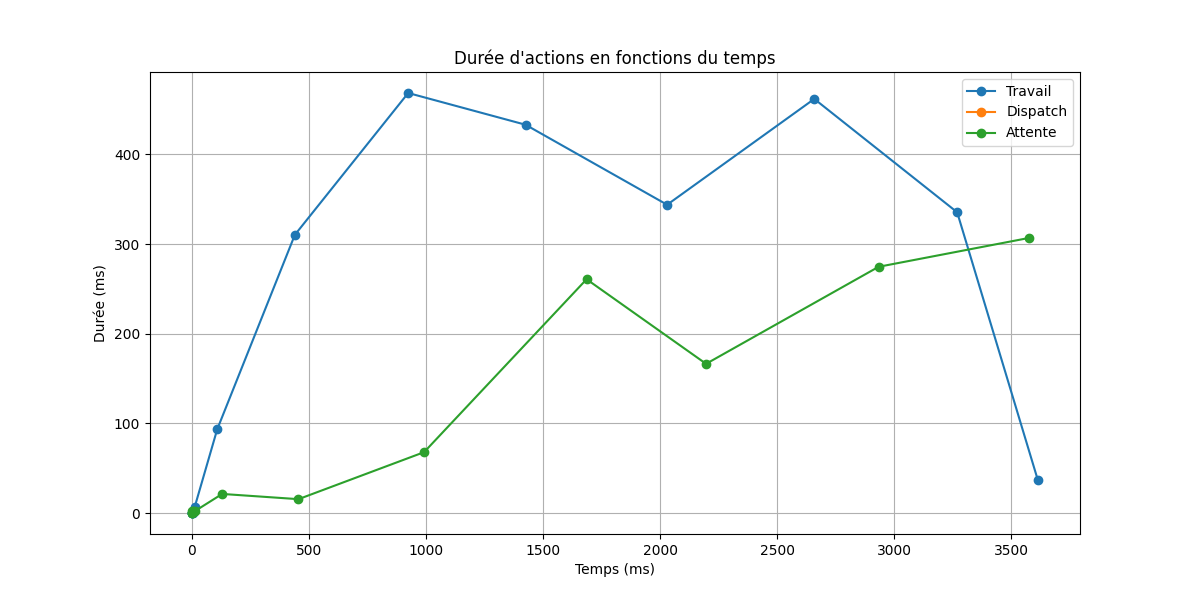 Durée d'actions en fonctions du temps
Travail
Dispatch
Attente
Durée (ms)
400
300
200
100
0
0 500 1000 1500 2000 2500 3000 3500
Temps (ms)